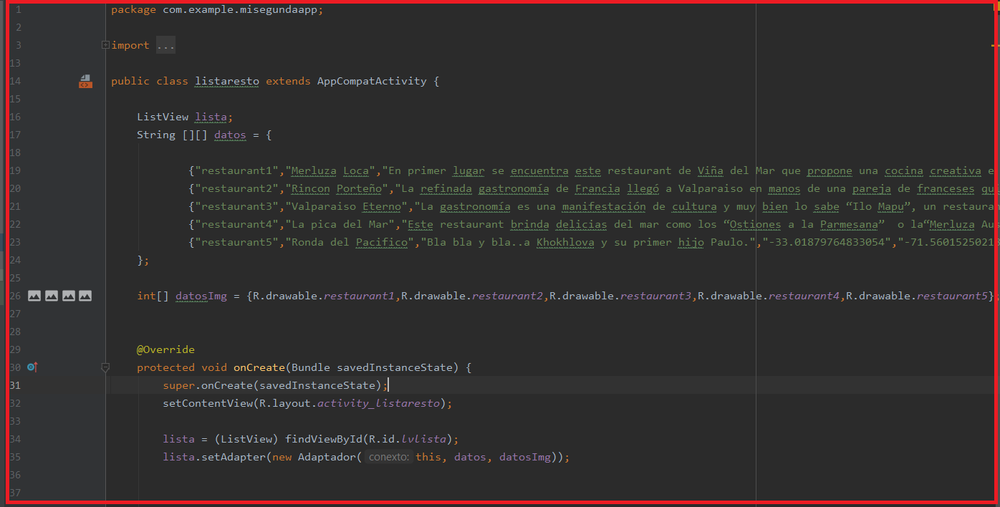 1 package com.example.misegundaapp;
2
3 import ...
13
14 public class listaresto extends AppCompatActivity {
15
16 ListView lista;
17 String [][] datos = {
18
19 {"restaurant1","Merluza Loca","En primer lugar se encuentra este restaurant de Viña del Mar que propone una cocina creativa e
20 {"restaurant2","Rincon Porteño","La refinada gastronomía de Francia llegó a Valparaiso en manos de una pareja de franceses qui
21 {"restaurant3","Valparaiso Eterno","La gastronomía es una manifestación de cultura y muy bien lo sabe “Ilo Mapu”, un restauran
22 {"restaurant4","La pica del Mar","Este restaurant brinda delicias del mar como los “Ostiones a la Parmesana”  o la“Merluza Aus
23 {"restaurant5","Ronda del Pacifico","Bla bla y bla..a Khokhlova y su primer hijo Paulo.","-33.01879764833054","-71.56015250213
24 };
25
26 int[] datosImg = {R.drawable.restaurant1,R.drawable.restaurant2,R.drawable.restaurant3,R.drawable.restaurant4,R.drawable.restaurant5};
27
28
29 @Override
30 protected void onCreate(Bundle savedInstanceState) {
31 super.onCreate(savedInstanceState);
32 setContentView(R.layout.activity_listaresto);
33
34 lista = (ListView) findViewById(R.id.lvlista);
35 lista.setAdapter(new Adaptador( conexto: this, datos, datosImg));
36
37